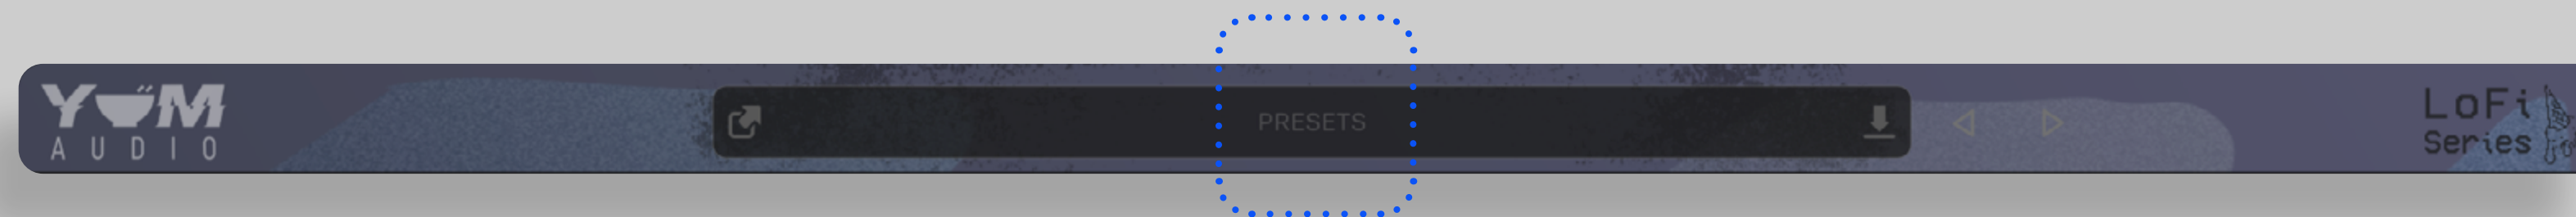 YUM
AUDIO
PRESETS
LoFi
Series